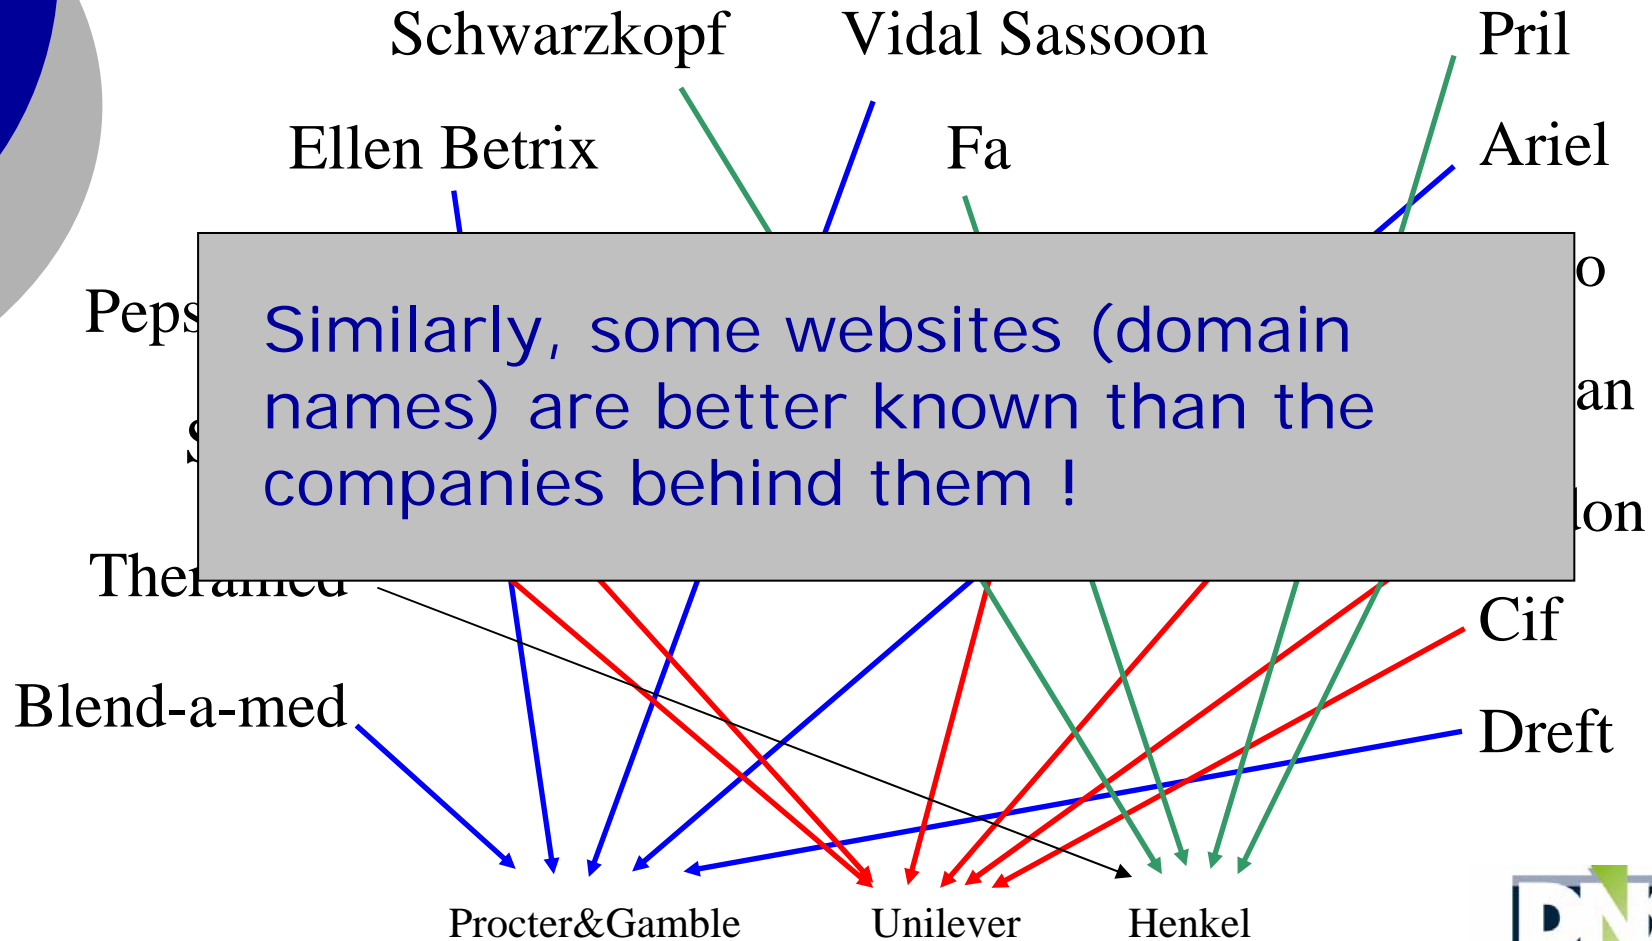 Schwarzkopf Vidal Sassoon Pril
Ellen Betrix Fa Ariel
Similarly, some websites (domain
names) are better known than the
companies behind them !
Theramed
Cif
Blend-a-med
Dreft
Procter&Gamble Unilever Henkel